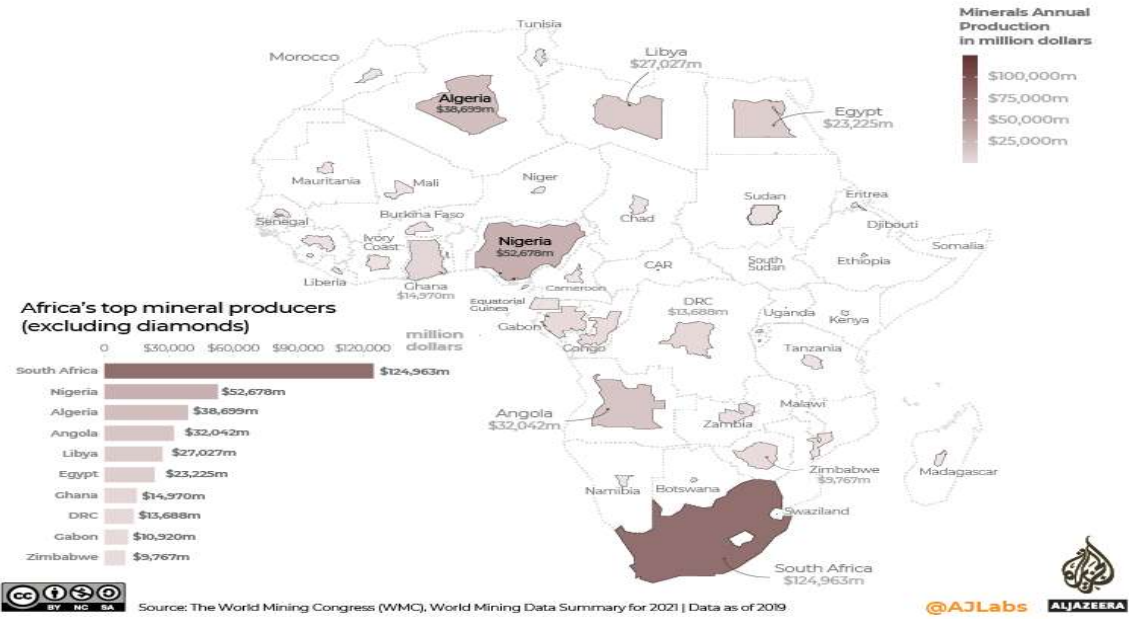 Minerals Annual
Production
in million dollars
$100,000m
$75,000m
$50,000m
$25,000m
Tunisia
Morocco
Libya
$27,027m
Algeria
$38,699m
Egypt
$23,225m
Mauritania
Mali
Niger
Chad
Sudan
Eritrea
Djibouti
Senegal
Burkina Faso
Ivory
Coast
Nigeria
$52,678m
Somalia
Ethiopia
South
Sudan
CAR
Liberia
Ghana
$14,970m
Cameroon
Equatorial
Guinea
Gabon
Congo
DRC
$13,688m
Uganda
Kenya
Tanzania
Angola
$32,042m
Malawi
Zambia
Zimbabwe
$9,767m
Madagascar
Namibia
Botswana
Swaziland
South Africa
$124,963m
Africa's top mineral producers
(excluding diamonds)
0 $30,000 $60,000 $90,000 $120,000 million
dollars
South Africa $124,963m
Nigeria $52,678m
Algeria $38,699m
Angola $32,042m
Libya $27,027m
Egypt $23,225m
Ghana $14,970m
DRC $13,688m
Gabon $10,920m
Zimbabwe $9,767m
cc BY NC SA
Source: The World Mining Congress (WMC), World Mining Data Summary for 2021 | Data as of 2019
@AJLabs
ALJAZEERA